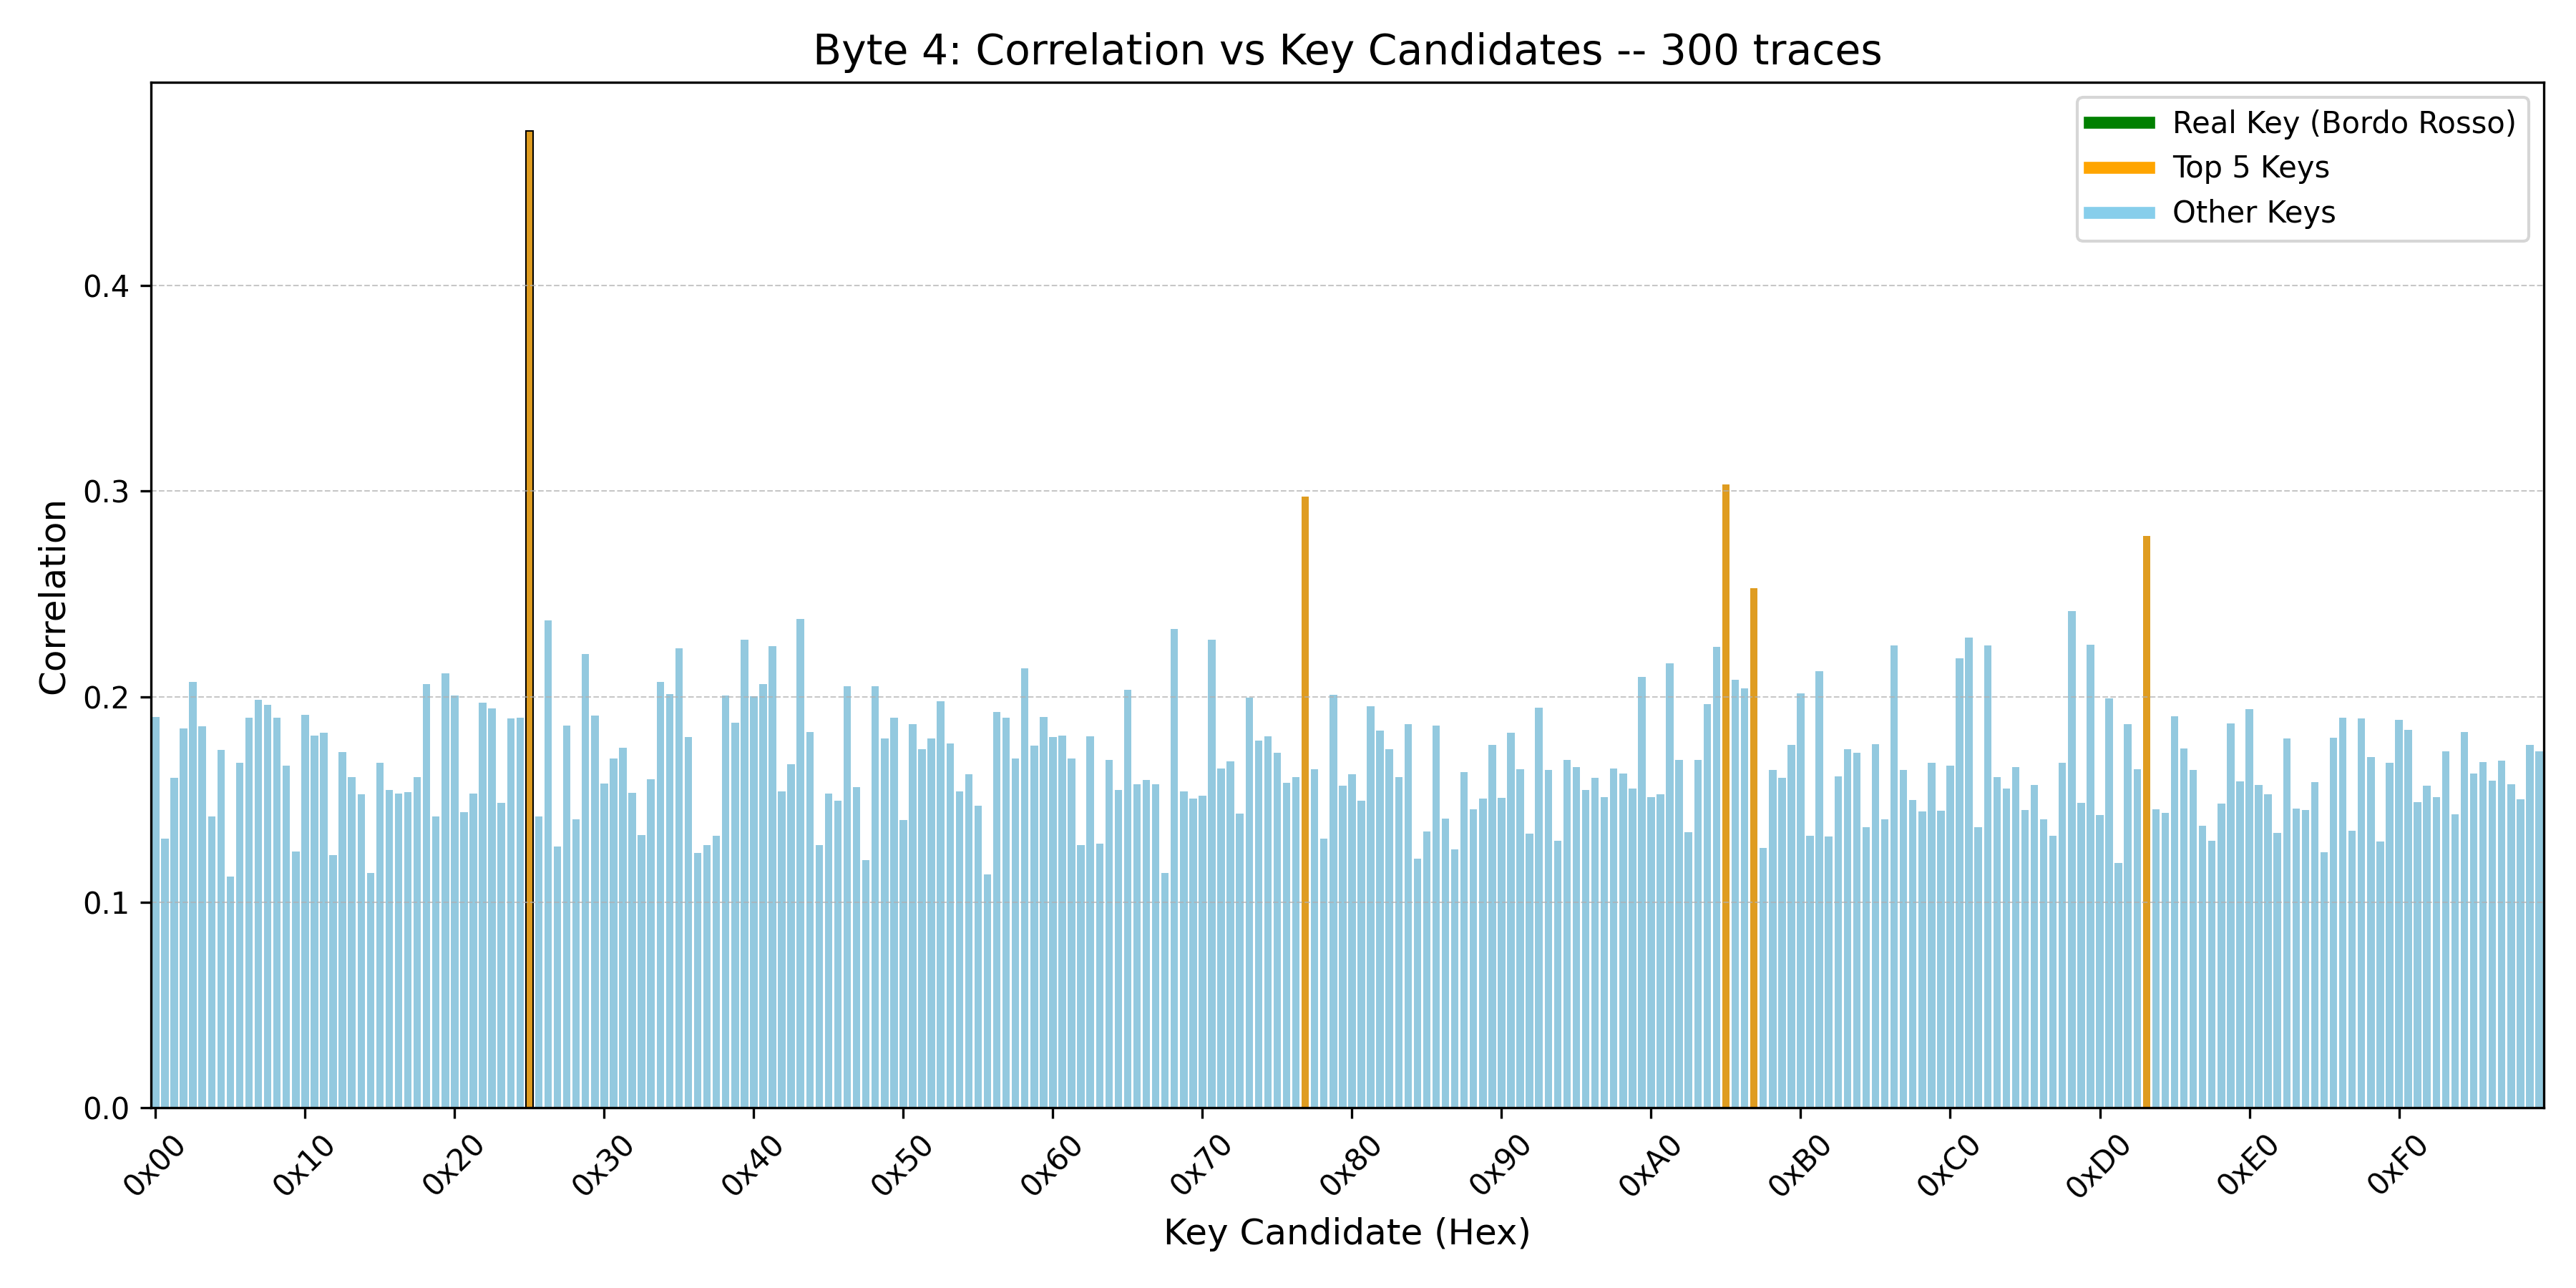 Byte 4: Correlation vs Key Candidates -- 300 traces
Real Key (Bordo Rosso)
Top 5 Keys
Other Keys
Correlation
0.4
0.3
0.2
0.1
0.0
0x00 0x10 0x20 0x30 0x40 0x50 0x60 0x70 0x80 0x90 0xA0 0xB0 0xC0 0xD0 0xE0 0xF0
Key Candidate (Hex)